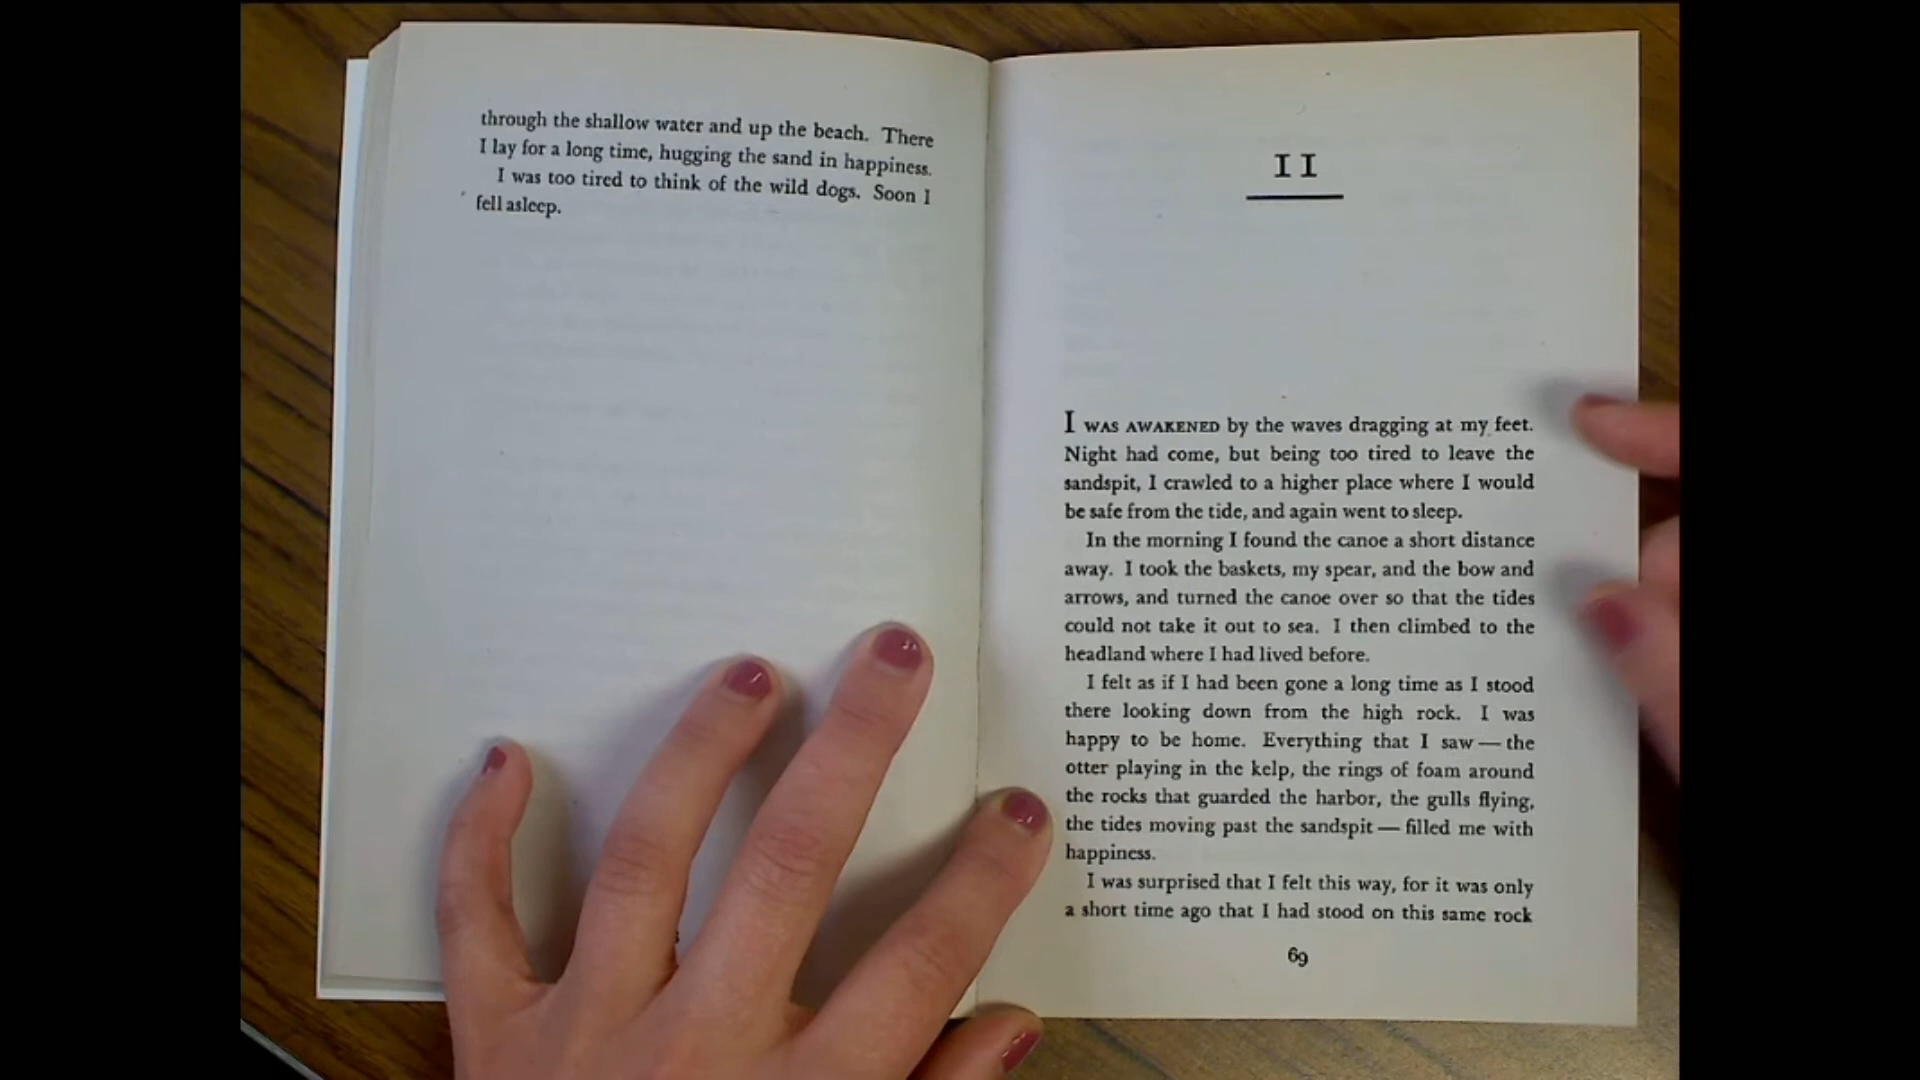 through the shallow water and up the beach. There
I lay for a long time, hugging the sand in happiness.
I was too tired to think of the wild dogs. Soon I
fell asleep.
II
I WAS AWAKENED by the waves dragging at my feet.
Night had come, but being too tired to leave the
sandspit, I crawled to a higher place where I would
be safe from the tide, and again went to sleep.
In the morning I found the canoe a short distance
away. I took the baskets, my spear, and the bow and
arrows, and turned the canoe over so that the tides
could not take it out to sea. I then climbed to the
headland where I had lived before.
I felt as if I had been gone a long time as I stood
there looking down from the high rock. I was
happy to be home. Everything that I saw — the
otter playing in the kelp, the rings of foam around
the rocks that guarded the harbor, the gulls flying,
the tides moving past the sandspit — filled me with
happiness.
I was surprised that I felt this way, for it was only
a short time ago that I had stood on this same rock
69